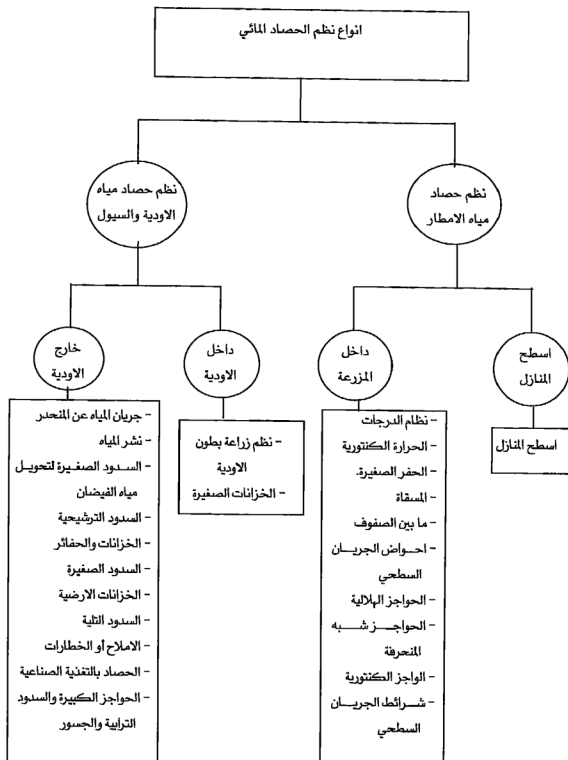 انواع نظم الحصاد المائي
نظم حصاد
مياه الامطار
نظم حصاد مياه
الاودية والسيول
اسطح
المنازل
داخل
المزرعة
داخل
الاودية
خارج
الاودية
اسطح المنازل
- نظام الدرجات
- الحرارة الكنتورية
- الحفر الصغيرة.
- المسقاة
- ما بين الصفوف
- احواض الجريان
السطحي
- الحواجز الهلالية
- الحواجز شبه
المنحرفة
- الواجز الكنتورية
- شرائط الجريان
السطحي
- نظم زراعة بطون
الاودية
- الخزانات الصغيرة
- جريان المياه عن المنحدر
- نشر المياه
- السدود الصغيرة لتحويل
مياه الفيضان
- السدود الترشيحية
- الخزانات والحفائر
- السدود الصغيرة
- الخزانات الارضية
- السدود التلية
- الاملاح أو الخطارات
- الحصاد بالتغذية الصناعية
- الحواجز الكبيرة والسدود
الترابية والجسور